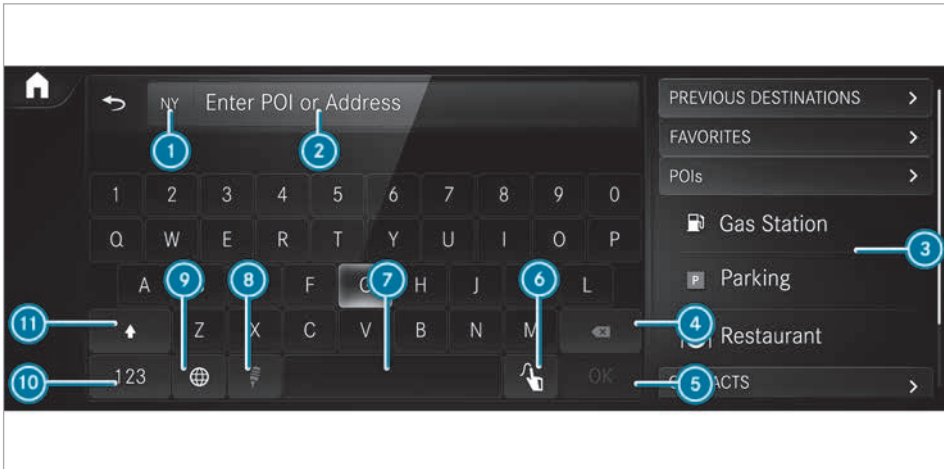 NY Enter POI or Address
1 2
1 2 3 4 5 6 7 8 9 0
Q W E R T Y U I O P
A F G H J L
9 8 7 6
Z X C V B N M
11 4
123 OK
10 5
PREVIOUS DESTINATIONS
FAVORITES
POIs
Gas Station
3
P Parking
Restaurant